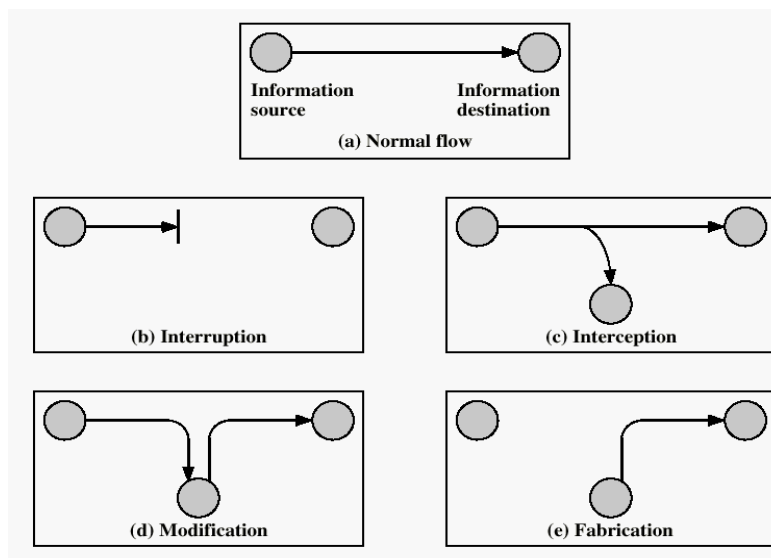 Information source
Information destination
(a) Normal flow
(b) Interruption
(c) Interception
(d) Modification
(e) Fabrication